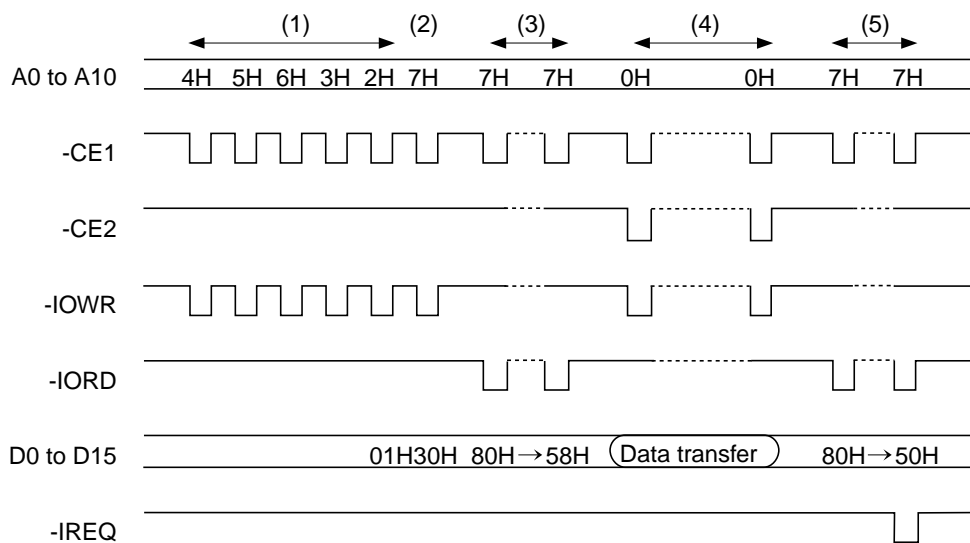 (1) (2) (3) (4) (5)
A0 to A10 4H 5H 6H 3H 2H 7H 7H 7H 0H 0H 7H 7H
-CE1
-CE2
-IOWR
-IORD
D0 to D15 01H30H 80H→58H Data transfer 80H→50H
-IREQ